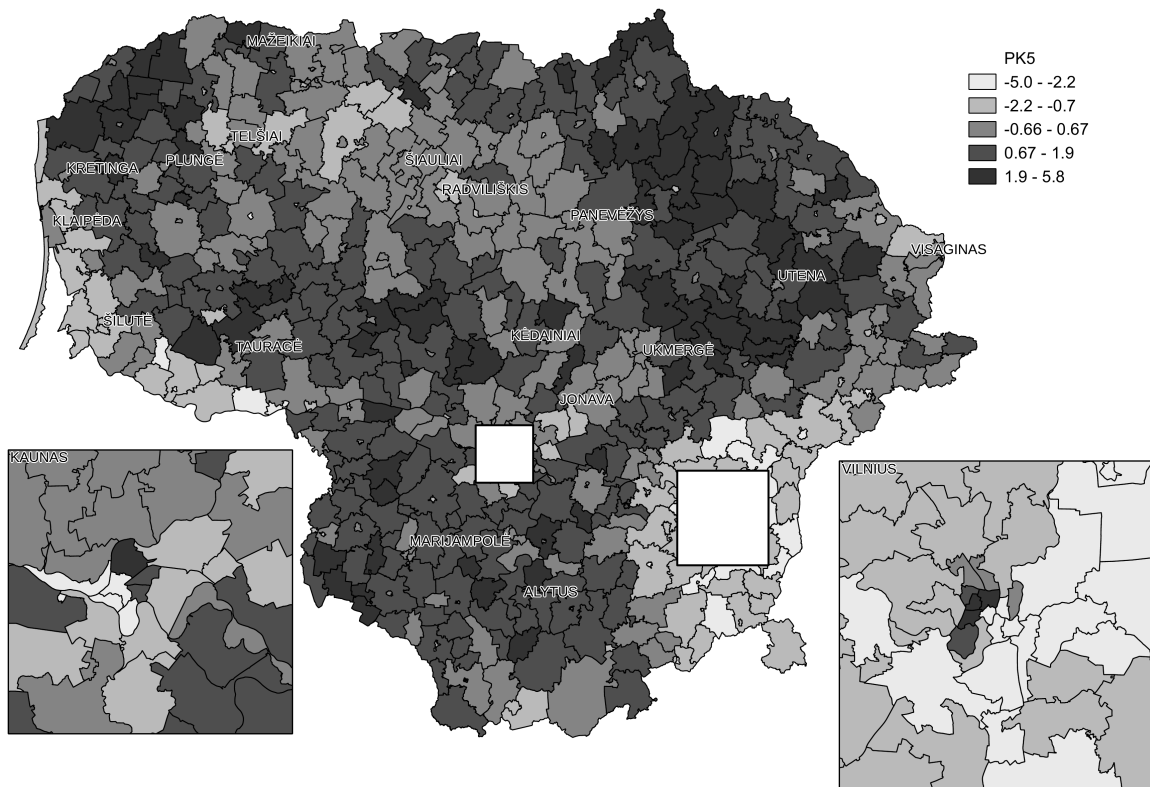 MAŽEIKIAI
PK5
-5.0 - -2.2
-2.2 - -0.7
-0.66 - 0.67
0.67 - 1.9
1.9 - 5.8
TELŠIAI
KRETINGA
PLUNGĖ
ŠIAULIAI
RADVILIŠKIS
KLAIPĖDA
PANEVĖŽYS
VISAGINAS
UTENA
ŠILUTĖ
TAURAGĖ
KĖDAINIAI
UKMERGĖ
JONAVA
KAUNAS
VILNIUS
MARIJAMPOLĖ
ALYTUS